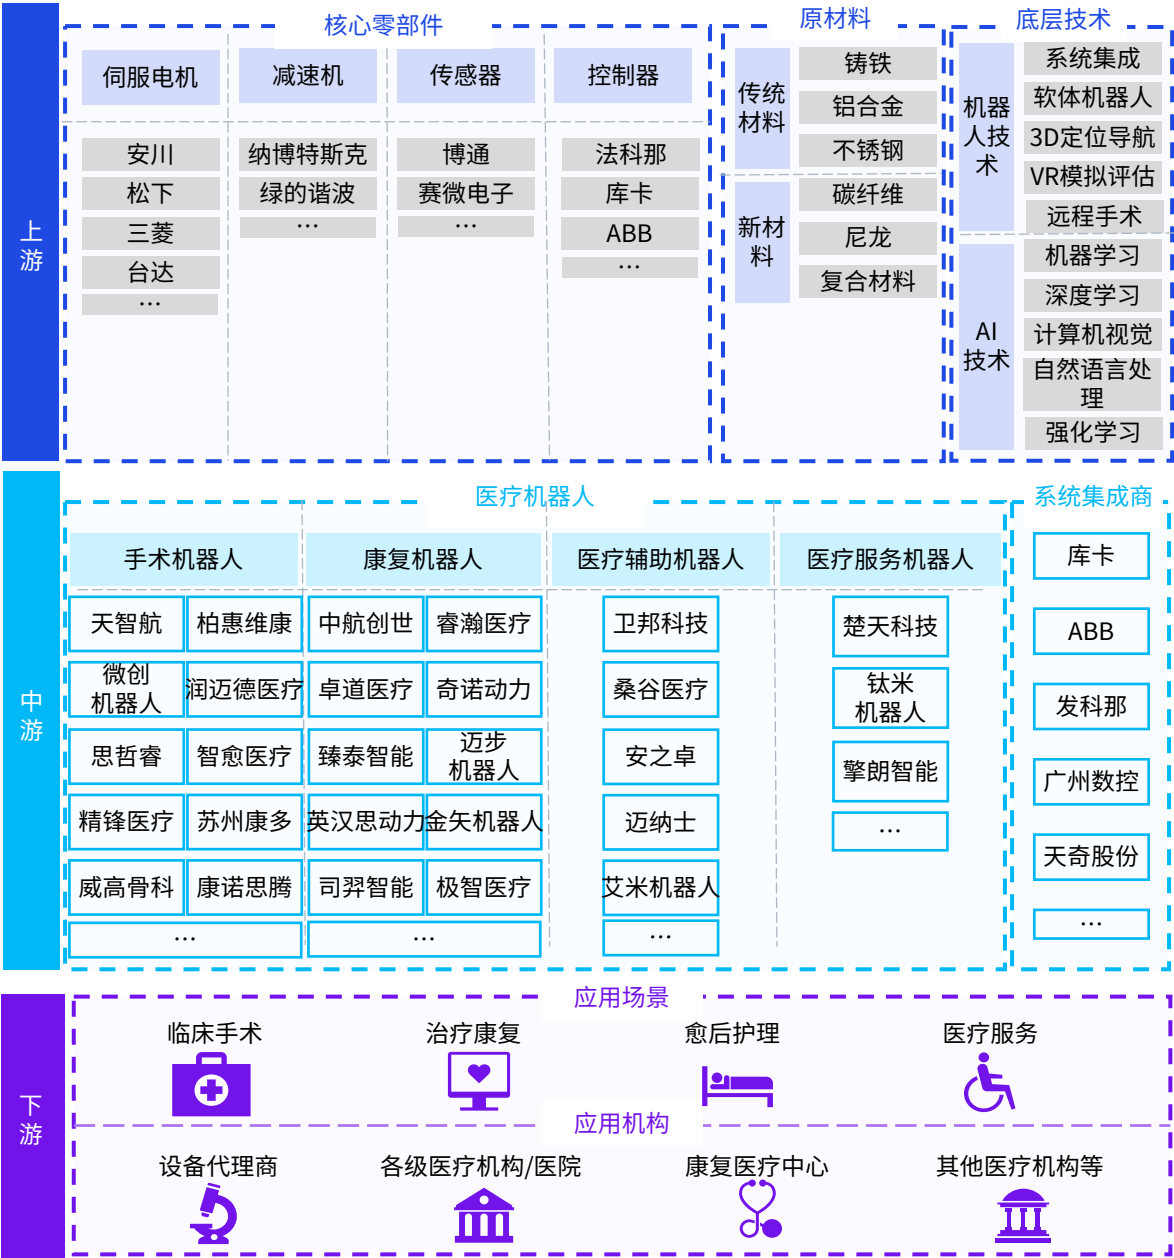 上游
核心零部件
伺服电机
减速机
传感器
控制器
安川
松下
三菱
台达
…
纳博特斯克
绿的谐波
…
博通
赛微电子
…
法科那
库卡
ABB
…
原材料
传统
材料
铸铁
铝合金
不锈钢
新材
料
碳纤维
尼龙
复合材料
底层技术
机器
人技
术
系统集成
软体机器人
3D定位导航
VR模拟评估
远程手术
AI
技术
机器学习
深度学习
计算机视觉
自然语言处
理
强化学习
中游
医疗机器人
手术机器人
康复机器人
医疗辅助机器人
医疗服务机器人
天智航
柏惠维康
微创
机器人
润迈德医疗
思哲睿
智愈医疗
精锋医疗
苏州康多
威高骨科
康诺思腾
…
中航创世
睿瀚医疗
卓道医疗
奇诺动力
臻泰智能
迈步
机器人
英汉思动力
金矢机器人
司羿智能
极智医疗
…
卫邦科技
桑谷医疗
安之卓
迈纳士
艾米机器人
…
楚天科技
钛米
机器人
擎朗智能
…
系统集成商
库卡
ABB
发科那
广州数控
天奇股份
…
下游
应用场景
临床手术
治疗康复
愈后护理
医疗服务
应用机构
设备代理商
各级医疗机构/医院
康复医疗中心
其他医疗机构等